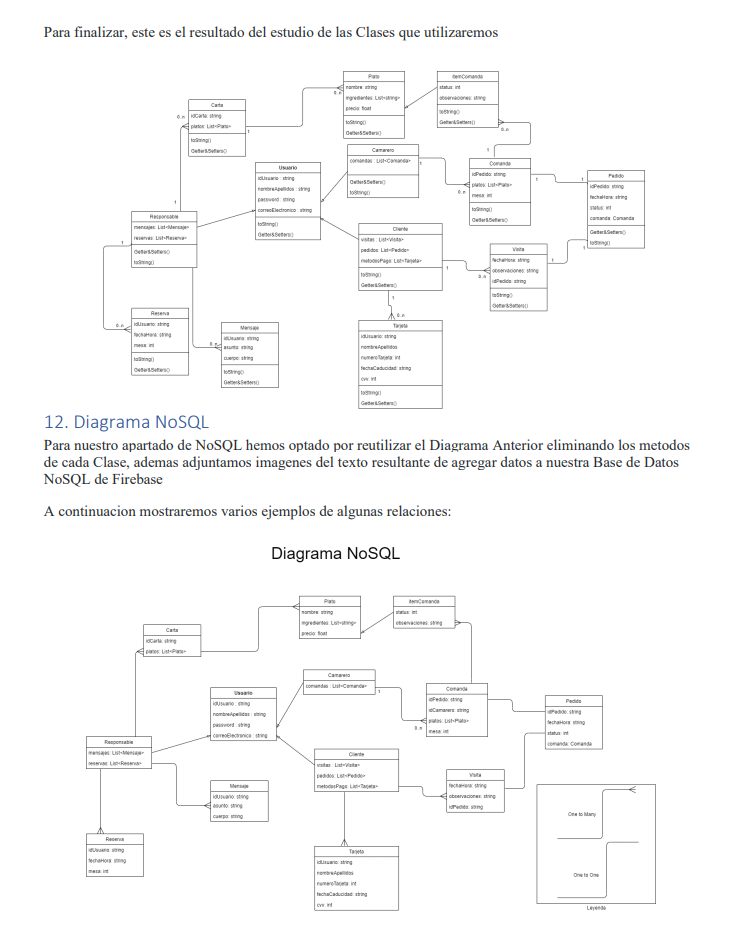 Para finalizar, este es el resultado del estudio de las Clases que utilizaremos
Plato
nombre: string
ingredientes: List<string>
precio: float
toString()
Getter&Setters()
0..n
itemComanda
status: int
observaciones: string
toString()
Getter&Setters()
0..n
Carta
idCarta: string
platos: List<Plato>
toString()
Getter&Setters()
0..n
1
1
Usuario
idUsuario : string
nombreApellidos : string
password : string
correoElectronico : string
toString()
Getter&Setters()
Camarero
comandas : List<Comanda>
Getter&Setters()
toString()
1
0..n
1
Comanda
idPedido: string
platos: List<Plato>
mesa: int
toString()
Getter&Setters()
1
1
Pedido
idPedido: string
fechaHora: string
status: int
comanda: Comanda
Getter&Setters()
toString()
1
Responsable
mensajes: List<Mensaje>
reservas: List<Reserva>
Getter&Setters()
toString()
1
Cliente
visitas : List<Visita>
pedidos: List<Pedido>
metodosPago: List<Tarjeta>
toString()
Getter&Setters()
1
0..n
Visita
fechaHora: string
observaciones: string
idPedido: string
toString()
Getter&Setters()
1
1
0..n
Reserva
idUsuario: string
fechaHora: string
mesa: int
toString()
Getter&Setters()
0..n
0..n
Mensaje
idUsuario: string
asunto: string
cuerpo: string
toString()
Getter&Setters()
Tarjeta
idUsuario: string
nombreApellidos
numeroTarjeta: int
fechaCaducidad: string
cvv: int
toString()
Getter&Setters()
12. Diagrama NoSQL
Para nuestro apartado de NoSQL hemos optado por reutilizar el Diagrama Anterior eliminando los metodos
de cada Clase, ademas adjuntamos imagenes del texto resultante de agregar datos a nuestra Base de Datos
NoSQL de Firebase
A continuacion mostraremos varios ejemplos de algunas relaciones:
Diagrama NoSQL
Plato
nombre: string
ingredientes: List<string>
precio: float
itemComanda
status: int
observaciones: string
Carta
idCarta: string
platos: List<Plato>
Usuario
idUsuario : string
nombreApellidos : string
password : string
correoElectronico : string
Camarero
comandas : List<Comanda>
1
0..n
Comanda
idPedido: string
idCamarero: string
platos: List<Plato>
mesa: int
Pedido
idPedido: string
fechaHora: string
status: int
comanda: Comanda
Responsable
mensajes: List<Mensaje>
reservas: List<Reserva>
Cliente
visitas : List<Visita>
pedidos: List<Pedido>
metodosPago: List<Tarjeta>
Visita
fechaHora: string
observaciones: string
idPedido: string
Mensaje
idUsuario: string
asunto: string
cuerpo: string
Reserva
idUsuario: string
fechaHora: string
mesa: int
Tarjeta
idUsuario: string
nombreApellidos
numeroTarjeta: int
fechaCaducidad: string
cvv: int
One to Many
One to One
Leyenda